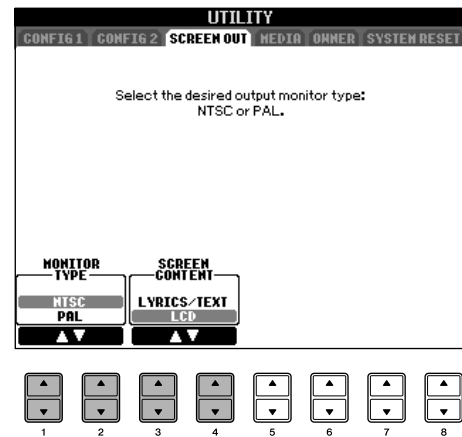 UTILITY
CONFIG 1 CONFIG 2 SCREEN OUT MEDIA OWNER SYSTEM RESET
Select the desired output monitor type:
NTSC or PAL.
MONITOR TYPE
NTSC
PAL
SCREEN CONTENT
LYRICS/TEXT
LCD
1 2 3 4 5 6 7 8